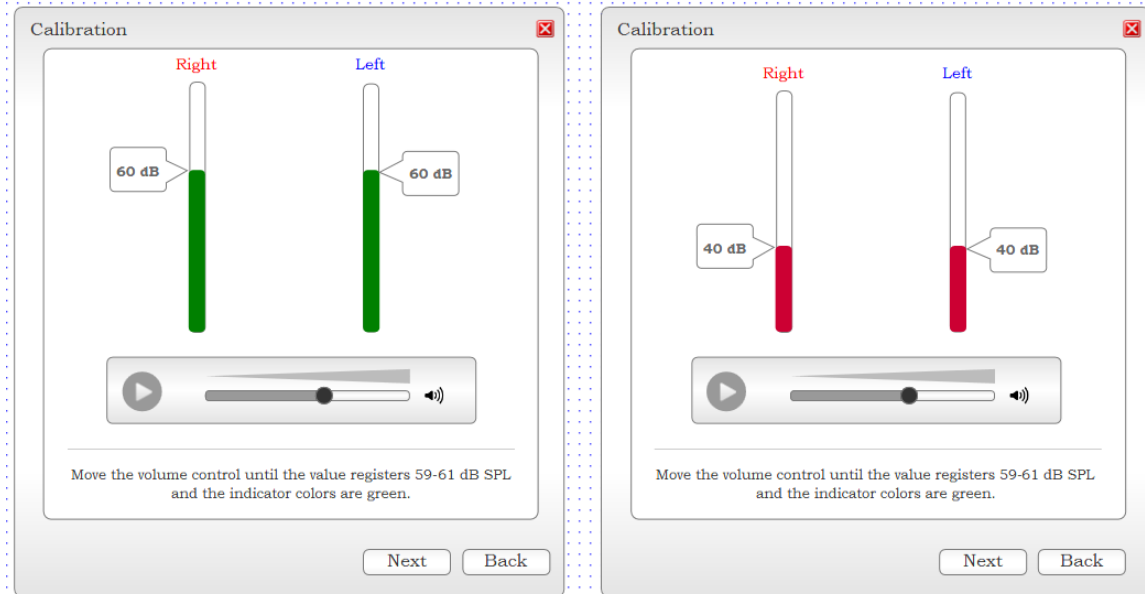 Calibration
Right
Left
60 dB
60 dB
Move the volume control until the value registers 59-61 dB SPL
and the indicator colors are green.
Next
Back
Calibration
Right
Left
40 dB
40 dB
Move the volume control until the value registers 59-61 dB SPL
and the indicator colors are green.
Next
Back